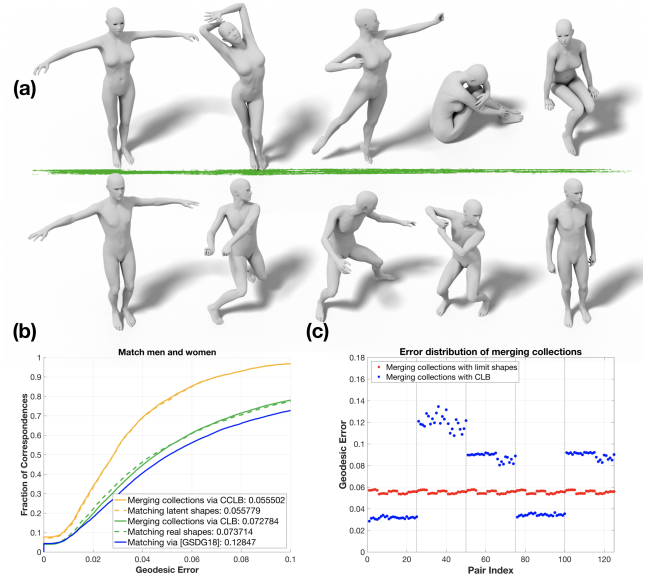 (a)
(b)
(c)
Match men and women
Fraction of Correspondences
1
0.9
0.8
0.7
0.6
0.5
0.4
0.3
0.2
0.1
0
Merging collections via CCLB: 0.055502
Matching latent shapes: 0.055779
Merging collections via CLB: 0.072784
Matching real shapes: 0.073714
Matching via [GSDG18]: 0.12847
0 0.02 0.04 0.06 0.08 0.1
Geodesic Error
Error distribution of merging collections
Geodesic Error
0.18
0.16
0.14
0.12
0.1
0.08
0.06
0.04
0.02
0
Merging collections with limit shapes
Merging collections with CLB
0 20 40 60 80 100 120
Pair Index